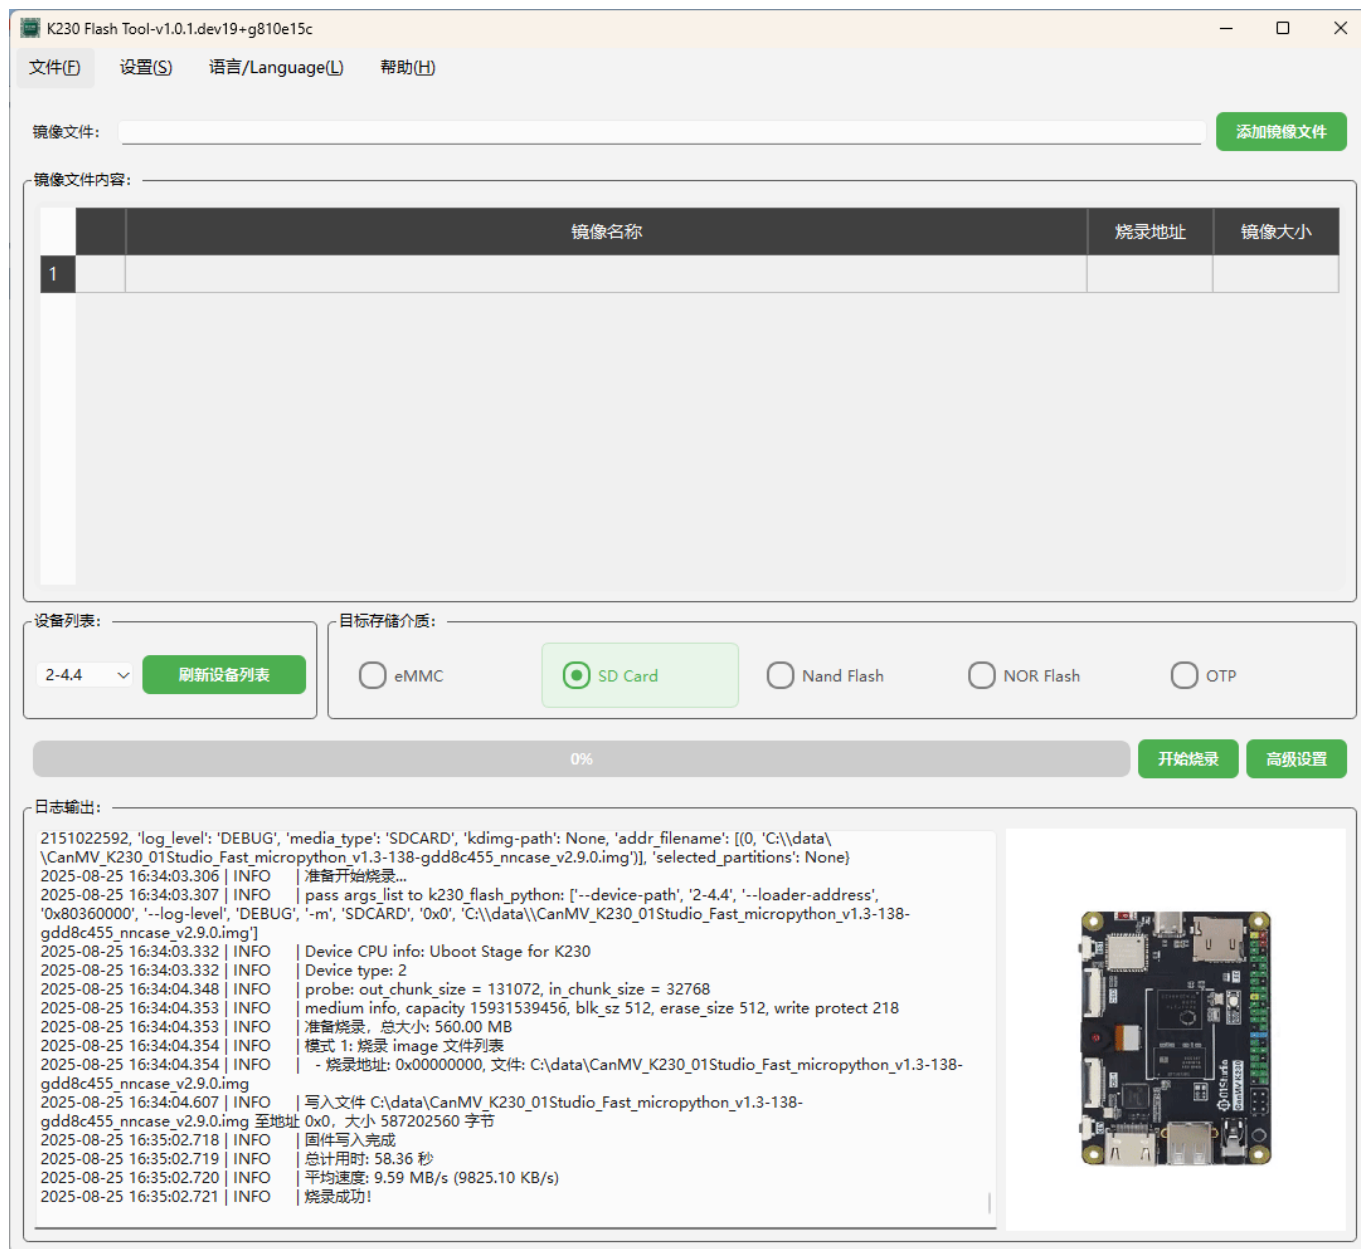 K230 Flash Tool-v1.0.1.dev19+g810e15c
文件(F) 设置(S) 语言/Language(L) 帮助(H)
镜像文件: 添加镜像文件
镜像文件内容:
镜像名称 烧录地址 镜像大小
1
设备列表: 目标存储介质:
2-4.4 刷新设备列表 eMMC SD Card Nand Flash NOR Flash OTP
0% 开始烧录 高级设置
日志输出:
2151022592, 'log_level': 'DEBUG', 'media_type': 'SDCARD', 'kdimg-path': None, 'addr_filename': [(0, 'C:\\data\
\CanMV_K230_01Studio_Fast_micropython_v1.3-138-gdd8c455_nncase_v2.9.0.img')], 'selected_partitions': None}
2025-08-25 16:34:03.306 | INFO | 准备开始烧录...
2025-08-25 16:34:03.307 | INFO | pass args_list to k230_flash_python: ['--device-path', '2-4.4', '--loader-address',
'0x80360000', '--log-level', 'DEBUG', '-m', 'SDCARD', '0x0', 'C:\\data\\CanMV_K230_01Studio_Fast_micropython_v1.3-138-
gdd8c455_nncase_v2.9.0.img']
2025-08-25 16:34:03.332 | INFO | Device CPU info: Uboot Stage for K230
2025-08-25 16:34:03.332 | INFO | Device type: 2
2025-08-25 16:34:04.348 | INFO | probe: out_chunk_size = 131072, in_chunk_size = 32768
2025-08-25 16:34:04.353 | INFO | medium info, capacity 15931539456, blk_sz 512, erase_size 512, write protect 218
2025-08-25 16:34:04.353 | INFO | 准备烧录，总大小: 560.00 MB
2025-08-25 16:34:04.354 | INFO | 模式 1: 烧录 image 文件列表
2025-08-25 16:34:04.354 | INFO | - 烧录地址: 0x00000000, 文件: C:\data\CanMV_K230_01Studio_Fast_micropython_v1.3-138-
gdd8c455_nncase_v2.9.0.img
2025-08-25 16:34:04.607 | INFO | 写入文件 C:\data\CanMV_K230_01Studio_Fast_micropython_v1.3-138-
gdd8c455_nncase_v2.9.0.img 至地址 0x0，大小 587202560 字节
2025-08-25 16:35:02.718 | INFO | 固件写入完成
2025-08-25 16:35:02.719 | INFO | 总计用时: 58.36 秒
2025-08-25 16:35:02.720 | INFO | 平均速度: 9.59 MB/s (9825.10 KB/s)
2025-08-25 16:35:02.721 | INFO | 烧录成功!
01Studio
CanMV K230